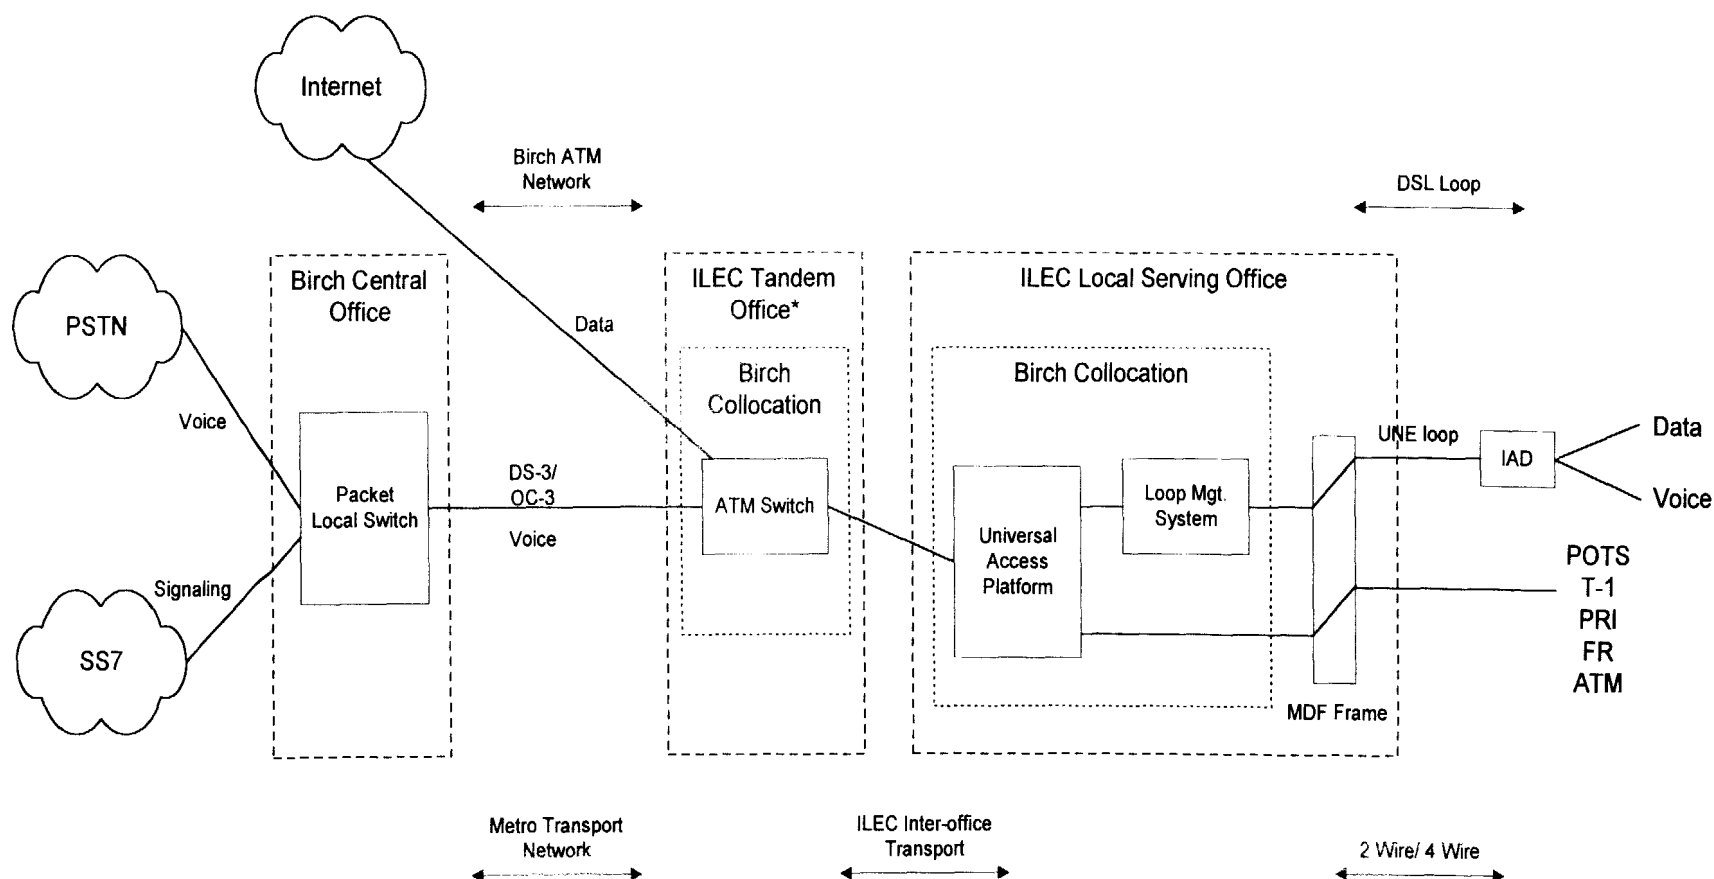 Internet
Birch ATM
Network
DSL Loop
Birch Central
Office
ILEC Tandem
Office*
ILEC Local Serving Office
PSTN
Data
Birch
Collocation
Birch Collocation
Voice
UNE loop
Data
IAD
Voice
DS-3/
OC-3
Packet
Local Switch
ATM Switch
Loop Mgt.
System
Voice
Universal
Access
Platform
Signaling
POTS
T-1
PRI
FR
ATM
SS7
MDF Frame
Metro Transport
Network
ILEC Inter-office
Transport
2 Wire/ 4 Wire